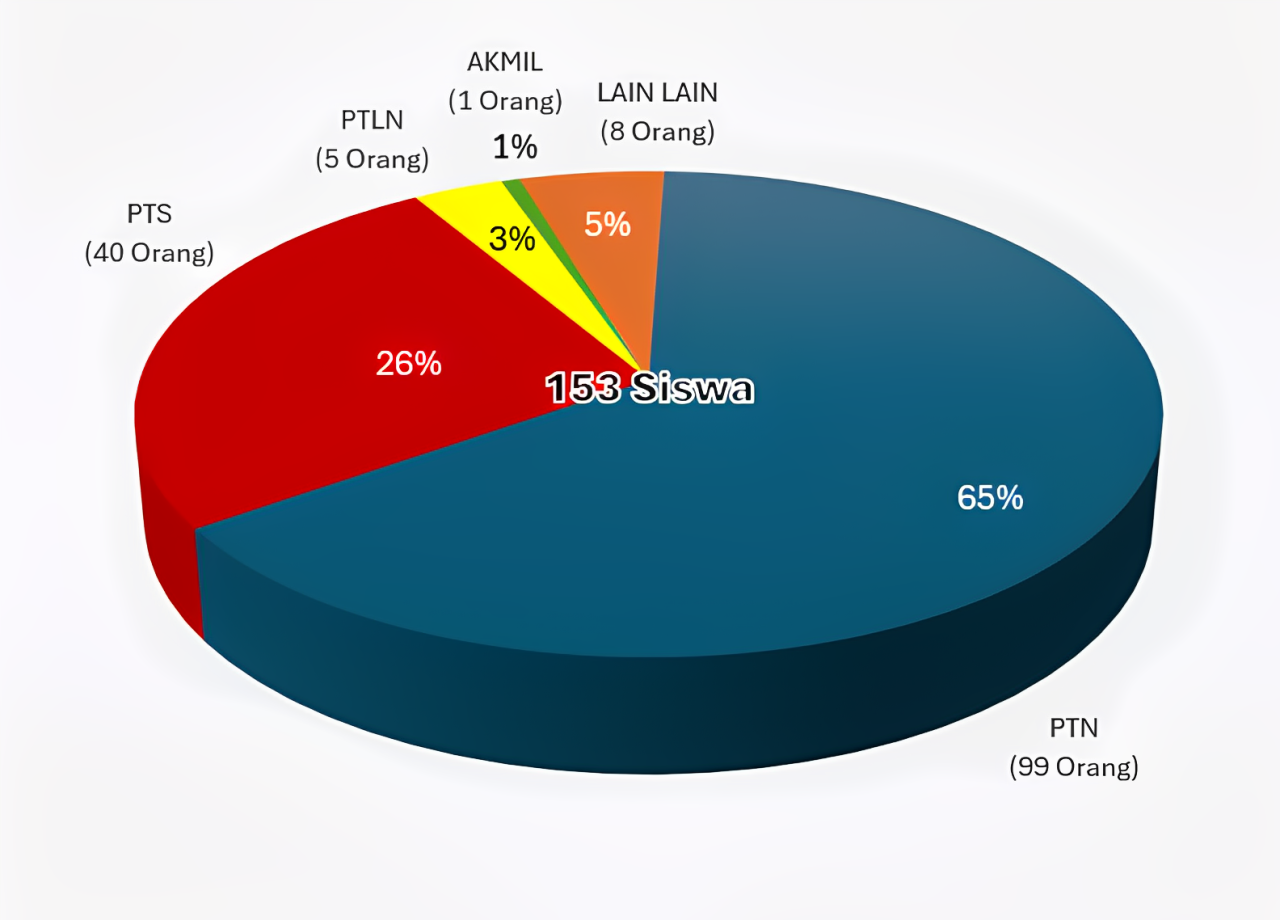 AKMIL
(1 Orang)
1%
LAIN LAIN
(8 Orang)
5%
PTLN
(5 Orang)
3%
PTS
(40 Orang)
26%
153 Siswa
65%
PTN
(99 Orang)